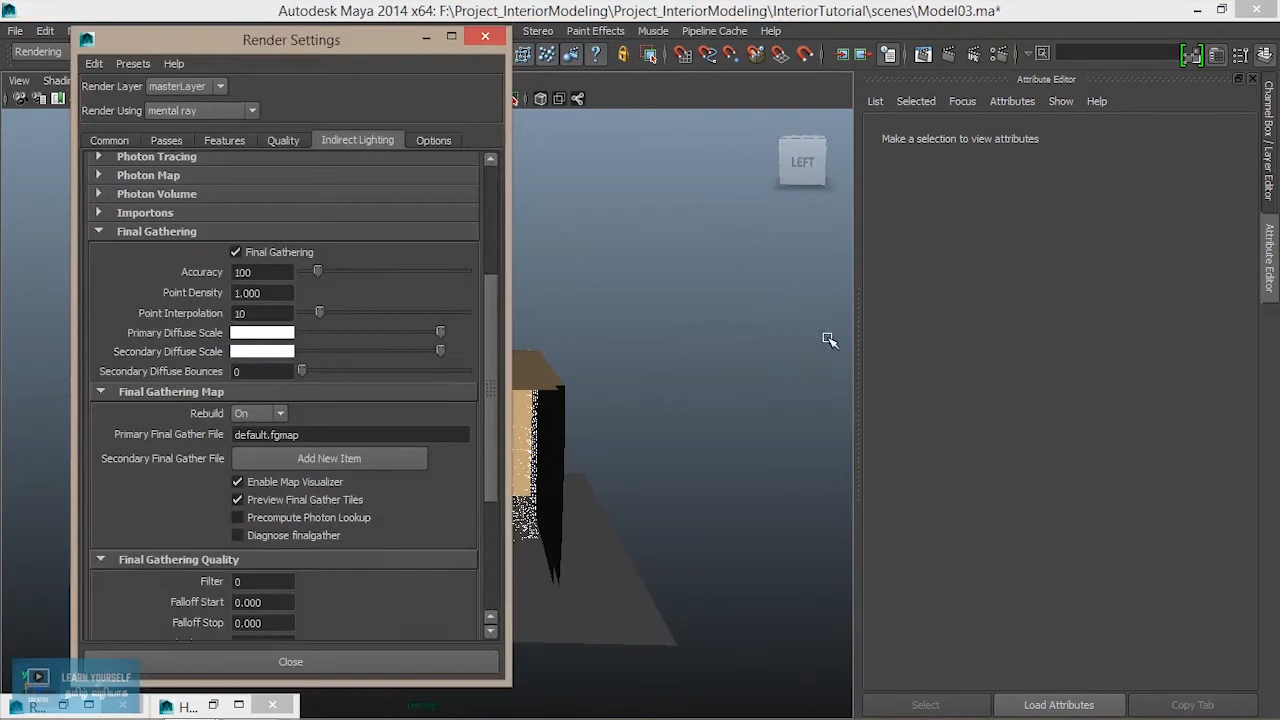 Autodesk Maya 2014 x64: F:\Project_InteriorModeling\Project_InteriorModeling\InteriorTutorial\scenes\Model03.ma*
File Edit
Stereo Paint Effects Muscle Pipeline Cache Help
Rendering
Render Settings
Edit Presets Help
View Shadin
Attribute Editor
Render Layer masterLayer
List Selected Focus Attributes Show Help
Render Using mental ray
Common Passes Features Quality Indirect Lighting Options
Make a selection to view attributes
Photon Tracing
Photon Map
Photon Volume
Importons
Final Gathering
Final Gathering
Accuracy 100
Point Density 1.000
Point Interpolation 10
Primary Diffuse Scale
Secondary Diffuse Scale
Secondary Diffuse Bounces 0
Final Gathering Map
Rebuild On
Primary Final Gather File default.fgmap
Secondary Final Gather File Add New Item
Enable Map Visualizer
Preview Final Gather Tiles
Precompute Photon Lookup
Diagnose finalgather
Final Gathering Quality
Filter 0
Falloff Start 0.000
Falloff Stop 0.000
Close
LEFT
Channel Box / Layer Editor
Attribute Editor
LEARN YOURSELF
தமிழ் வழியாக
CREATIVE
R...
H...
Select Load Attributes Copy Tab